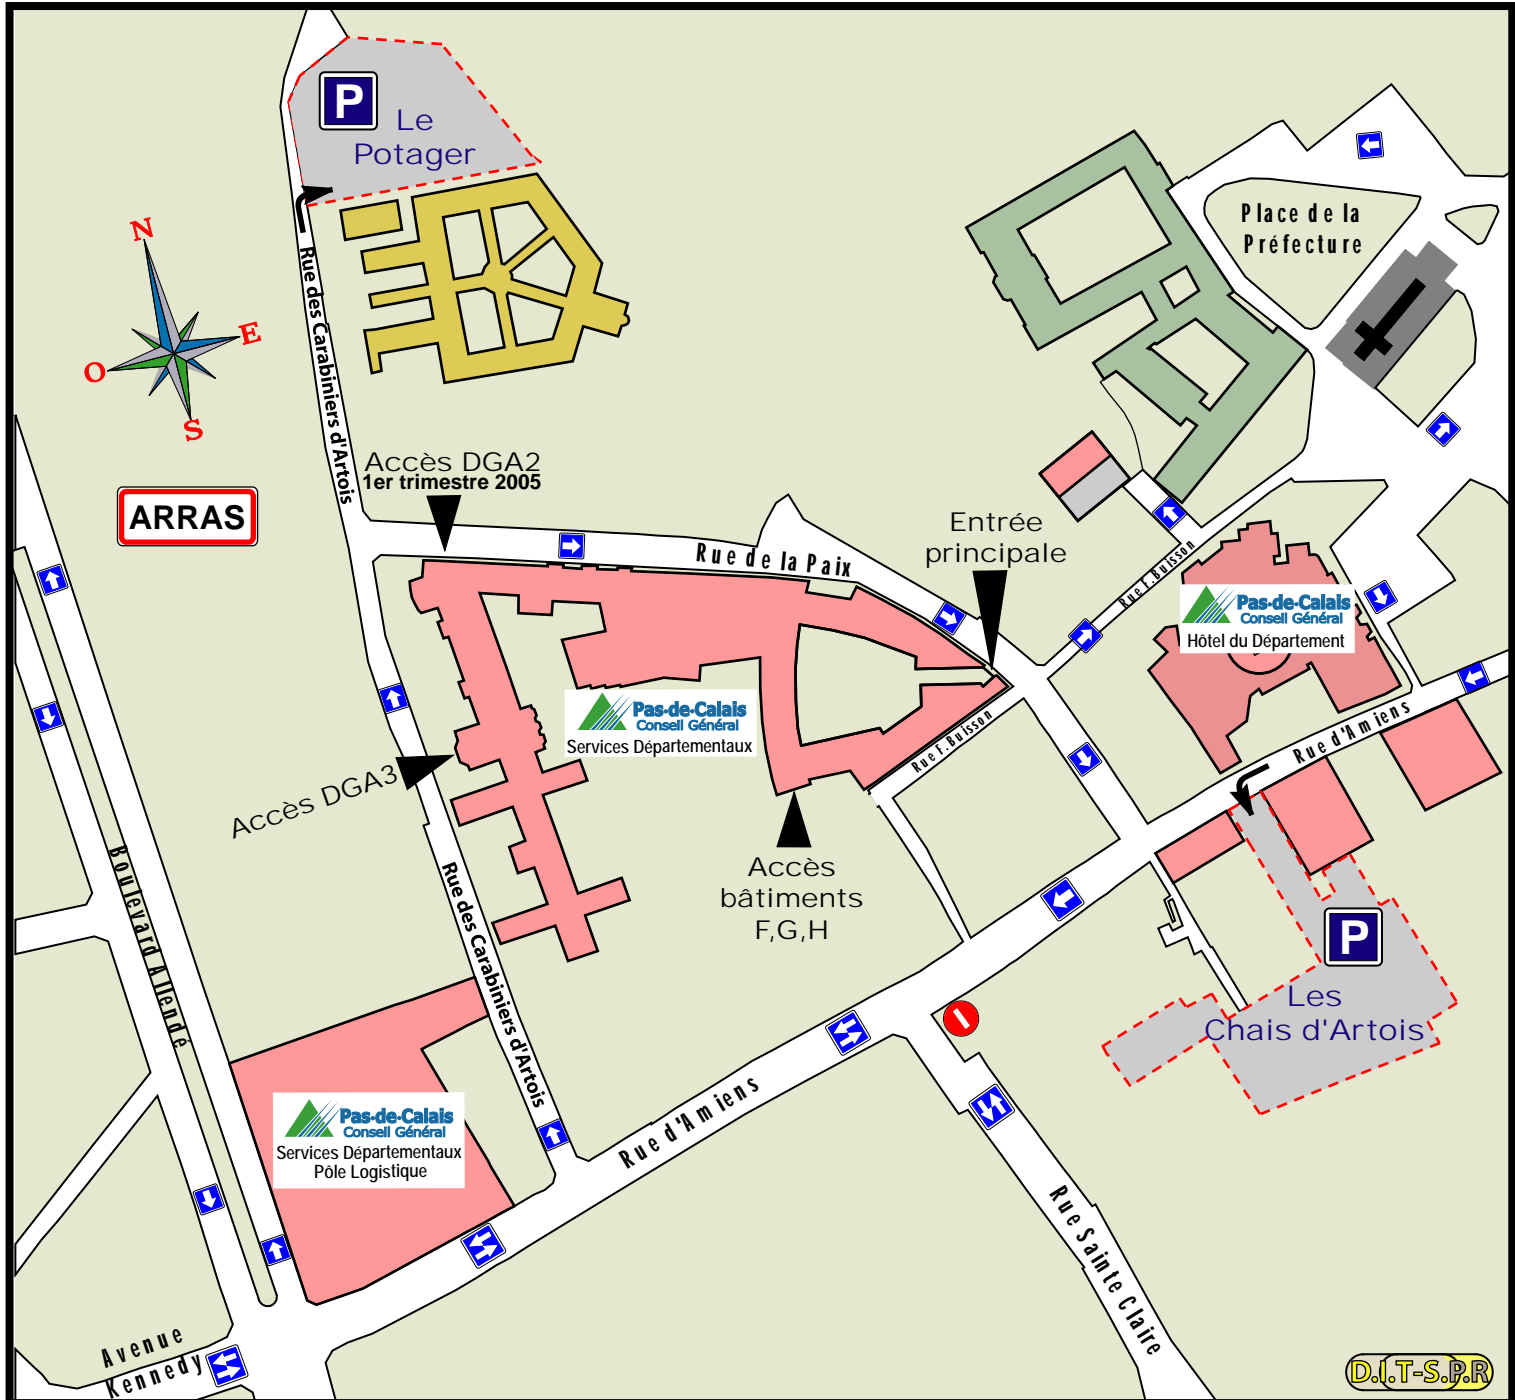 P
Le
Potager
N
E
O
S
ARRAS
Rue des Carabiniers d'Artois
Place de la
Préfecture
Accès DGA2
1er trimestre 2005
Rue de la Paix
Entrée
principale
Rue F. Buisson
Pas-de-Calais
Conseil Général
Hôtel du Département
Pas-de-Calais
Conseil Général
Services Départementaux
Rue F. Buisson
Rue d'Amiens
Accès DGA3
Accès
bâtiments
F,G,H
Boulevard Allendé
Rue des Carabiniers d'Artois
P
Les
Chais d'Artois
Pas-de-Calais
Conseil Général
Services Départementaux
Pôle Logistique
Rue d'Amiens
Rue Sainte Claire
Avenue
Kennedy
D.I.T-S.P.R